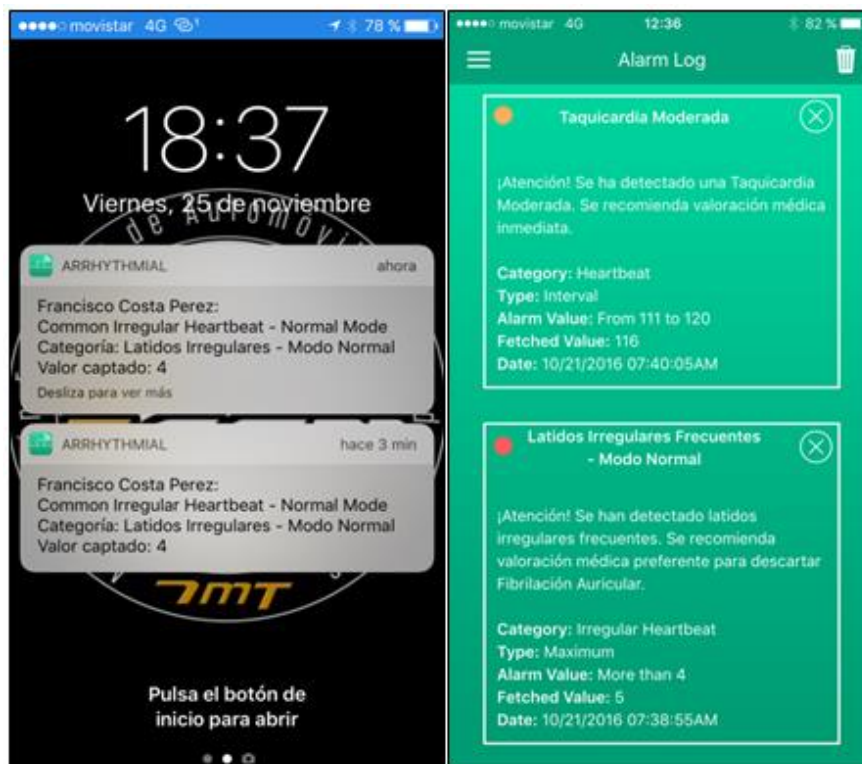 movistar 4G 78 %
18:37
Viernes, 25 de noviembre
de Automóvi
ARRHYTHMIAL ahora
Francisco Costa Perez:
Common Irregular Heartbeat - Normal Mode
Categoría: Latidos Irregulares - Modo Normal
Valor captado: 4
Desliza para ver más
ARRHYTHMIAL hace 3 min
Francisco Costa Perez:
Common Irregular Heartbeat - Normal Mode
Categoría: Latidos Irregulares - Modo Normal
Valor captado: 4
Pulsa el botón de
inicio para abrir
movistar 4G 12:36 82 %
Alarm Log
Taquicardia Moderada
¡Atención! Se ha detectado una Taquicardia
Moderada. Se recomienda valoración médica
inmediata.
Category: Heartbeat
Type: Interval
Alarm Value: From 111 to 120
Fetched Value: 116
Date: 10/21/2016 07:40:05AM
Latidos Irregulares Frecuentes
- Modo Normal
¡Atención! Se han detectado latidos
irregulares frecuentes. Se recomienda
valoración médica preferente para descartar
Fibrilación Auricular.
Category: Irregular Heartbeat
Type: Maximum
Alarm Value: More than 4
Fetched Value: 5
Date: 10/21/2016 07:38:55AM